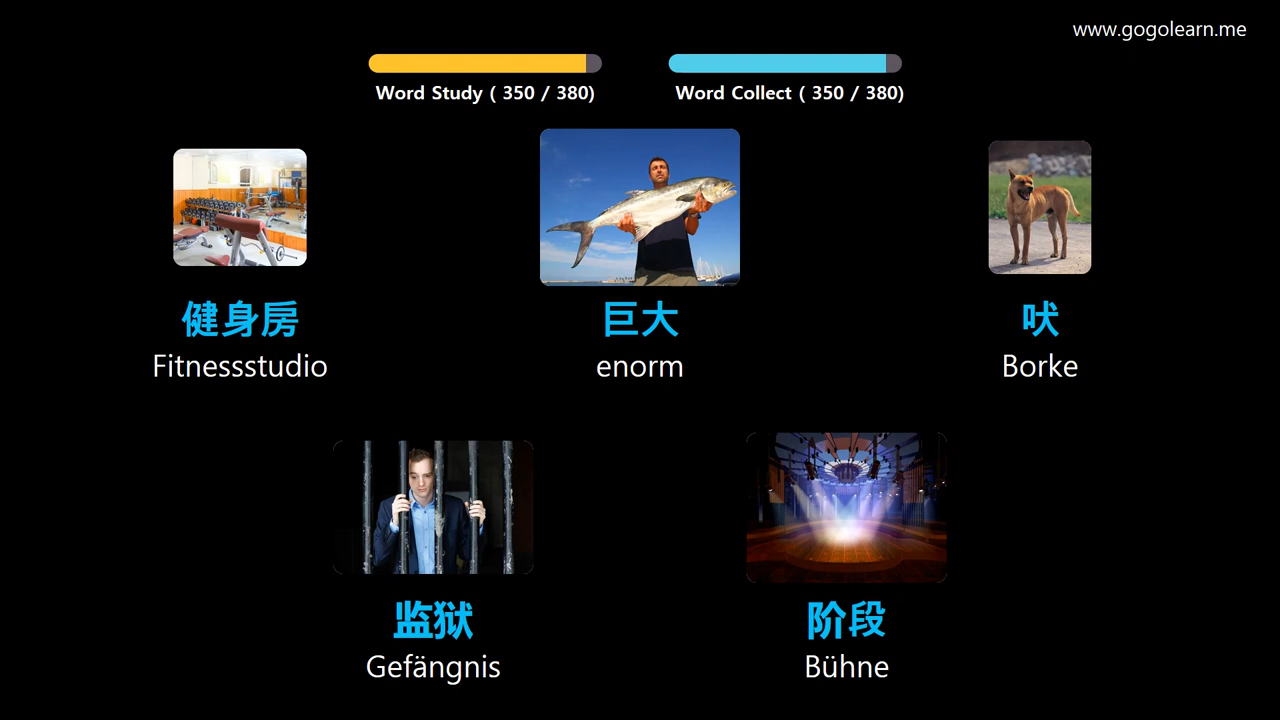 www.gogolearn.me
Word Study ( 350 / 380)
Word Collect ( 350 / 380)
健身房
Fitnessstudio
巨大
enorm
吠
Borke
监狱
Gefängnis
阶段
Bühne